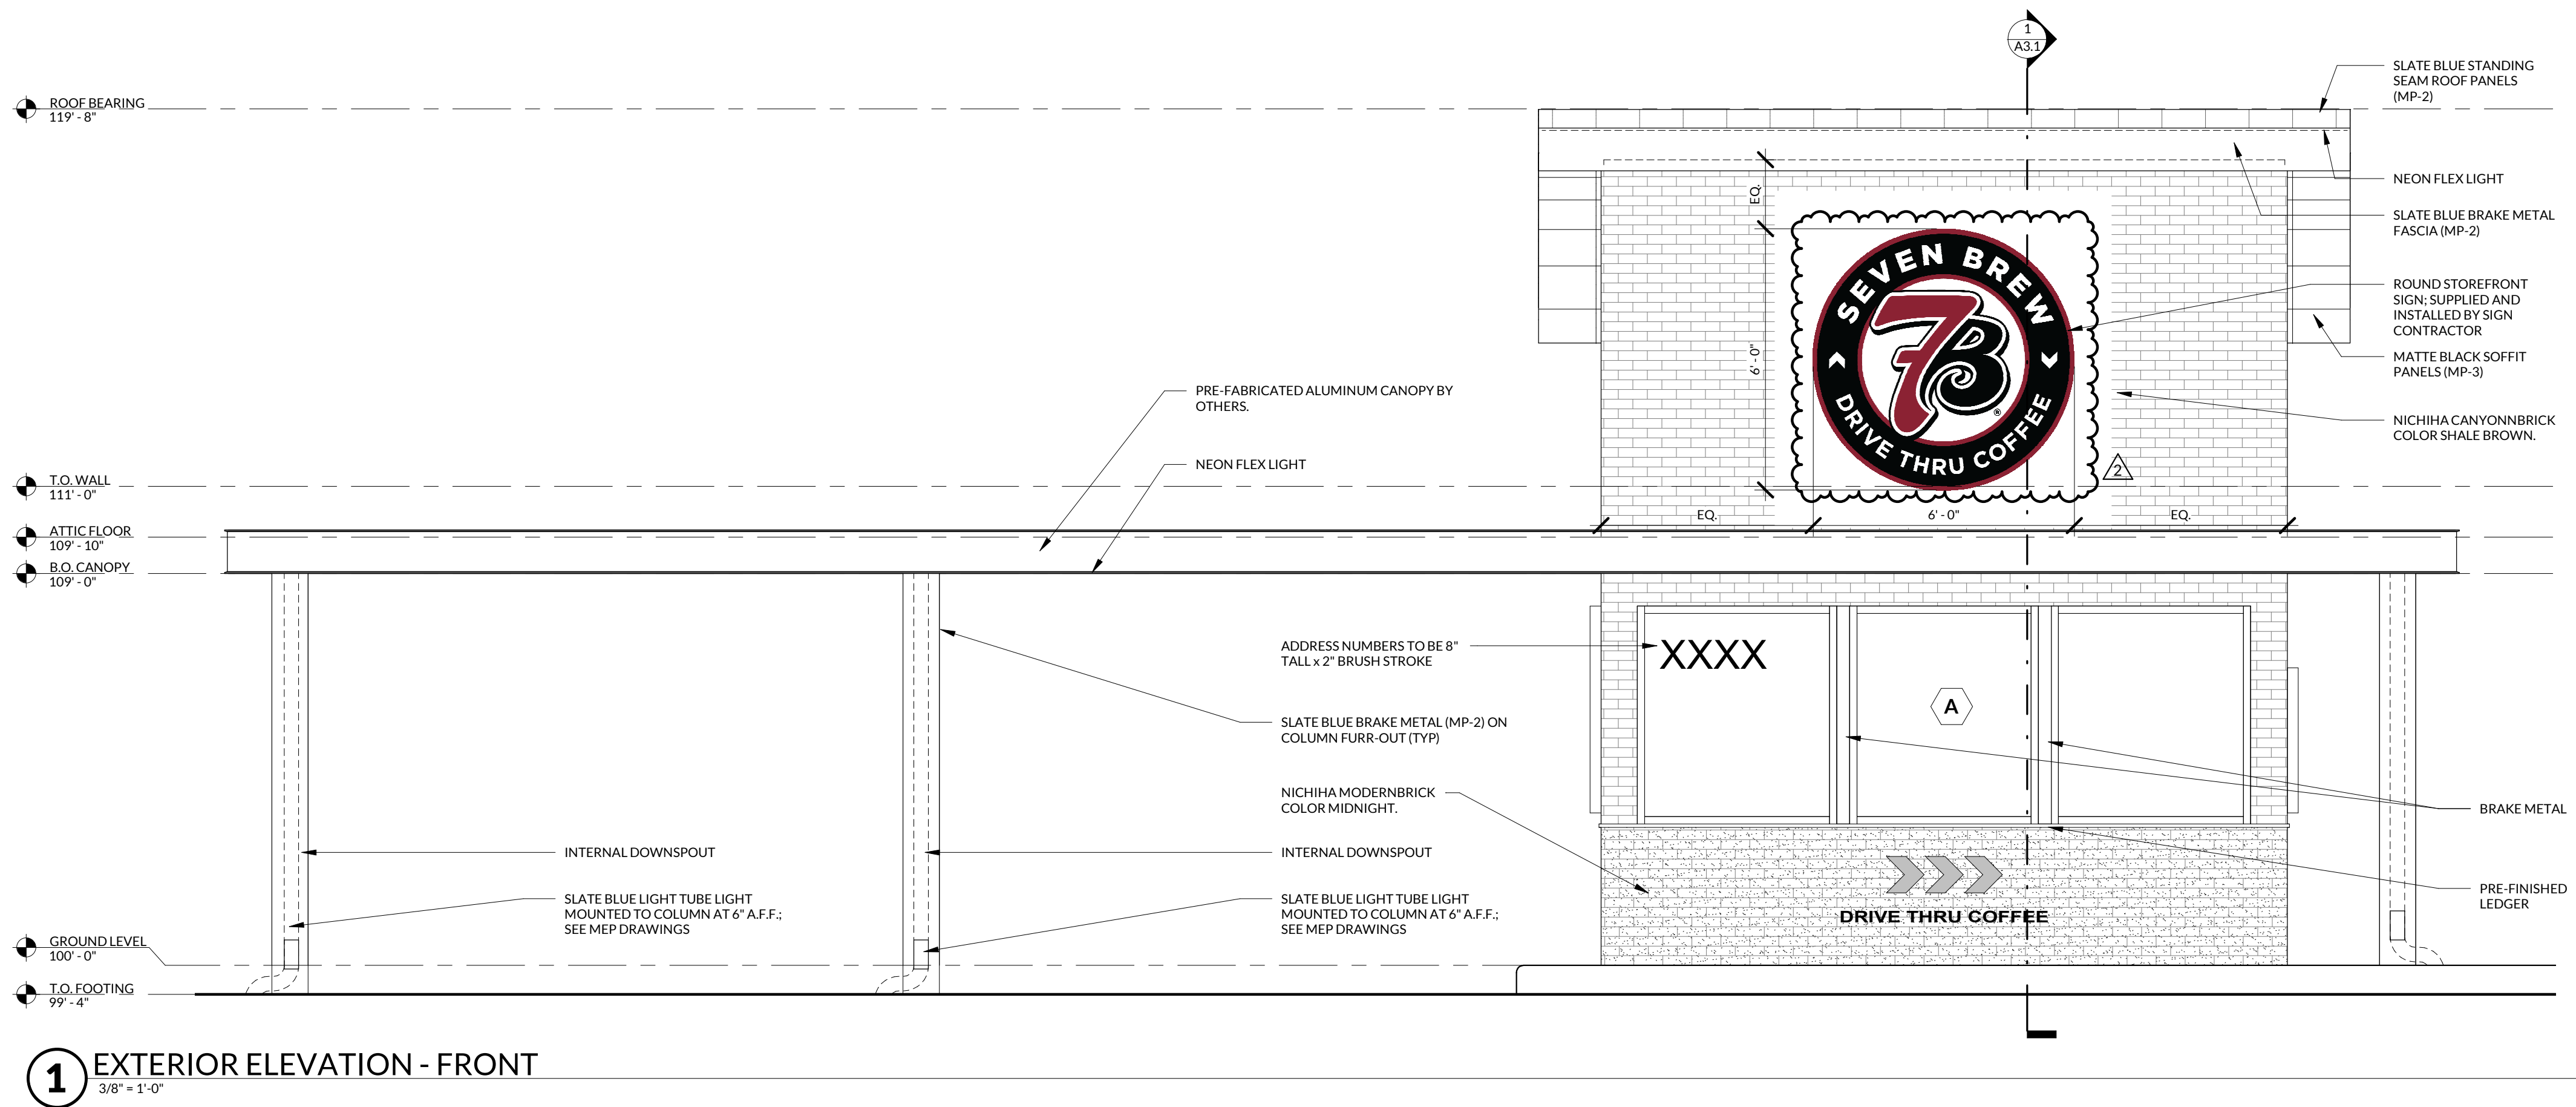 1
A3.1
SLATE BLUE STANDING
SEAM ROOF PANELS
(MP-2)
ROOF BEARING
119' - 8"
NEON FLEX LIGHT
EQ.
SLATE BLUE BRAKE METAL
FASCIA (MP-2)
SEVEN BREW
7B
®
DRIVE THRU COFFEE
6' - 0"
ROUND STOREFRONT
SIGN; SUPPLIED AND
INSTALLED BY SIGN
CONTRACTOR
MATTE BLACK SOFFIT
PANELS (MP-3)
PRE-FABRICATED ALUMINUM CANOPY BY
OTHERS.
NICHIHA CANYONNBRICK
COLOR SHALE BROWN.
NEON FLEX LIGHT
2
T.O. WALL
111' - 0"
EQ.
6' - 0"
EQ.
ATTIC FLOOR
109' - 10"
B.O. CANOPY
109' - 0"
ADDRESS NUMBERS TO BE 8"
TALL x 2" BRUSH STROKE
XXXX
A
SLATE BLUE BRAKE METAL (MP-2) ON
COLUMN FURR-OUT (TYP)
NICHIHA MODERNBRICK
COLOR MIDNIGHT.
BRAKE METAL
INTERNAL DOWNSPOUT
INTERNAL DOWNSPOUT
SLATE BLUE LIGHT TUBE LIGHT
MOUNTED TO COLUMN AT 6" A.F.F.;
SEE MEP DRAWINGS
SLATE BLUE LIGHT TUBE LIGHT
MOUNTED TO COLUMN AT 6" A.F.F.;
SEE MEP DRAWINGS
PRE-FINISHED
LEDGER
DRIVE THRU COFFEE
GROUND LEVEL
100' - 0"
T.O. FOOTING
99' - 4"
1
EXTERIOR ELEVATION - FRONT
3/8" = 1'-0"